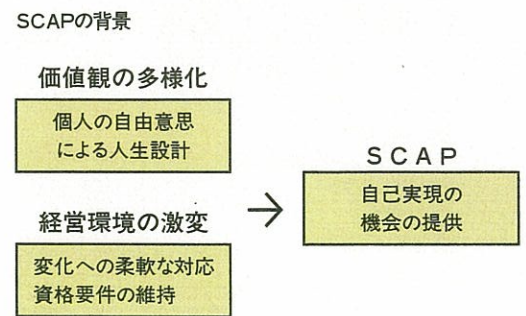 SCAPの背景
価値観の多様化
個人の自由意思
による人生設計
経営環境の激変
変化への柔軟な対応
資格要件の維持
→
SCAP
自己実現の
機会の提供